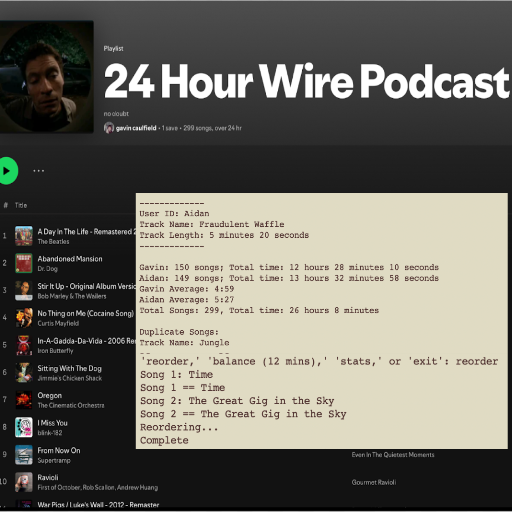 Playlist
24 Hour Wire Podcast
no doubt
gavin caulfield • 1 save • 299 songs, over 24 hr
# Title
1 A Day In The Life - Remastered 2
The Beatles
2 Abandoned Mansion
Dr. Dog
3 Stir It Up - Original Album Versio
Bob Marley & The Wailers
4 No Thing on Me (Cocaine Song)
Curtis Mayfield
5 In-A-Gadda-Da-Vida - 2006 Re
Iron Butterfly
6 Sitting With The Dog
Jimmie's Chicken Shack
7 Oregon
The Cinematic Orchestra
8 I Miss You
blink-182
9 From Now On
Supertramp
Even In The Quietest Moments
10 Ravioli
First of October, Rob Scallon, Andrew Huang
Gourmet Ravioli
War Pigs / Luke's Wall - 2012 - Remaster
-------------
User ID: Aidan
Track Name: Fraudulent Waffle
Track Length: 5 minutes 20 seconds
-------------
Gavin: 150 songs; Total time: 12 hours 28 minutes 10 seconds
Aidan: 149 songs; Total time: 13 hours 32 minutes 58 seconds
Gavin Average: 4:59
Aidan Average: 5:27
Total Songs: 299, Total time: 26 hours 8 minutes
Duplicate Songs:
Track Name: Jungle
'reorder,' 'balance (12 mins),' 'stats,' or 'exit': reorder
Song 1: Time
Song 1 == Time
Song 2: The Great Gig in the Sky
Song 2 == The Great Gig in the Sky
Reordering...
Complete